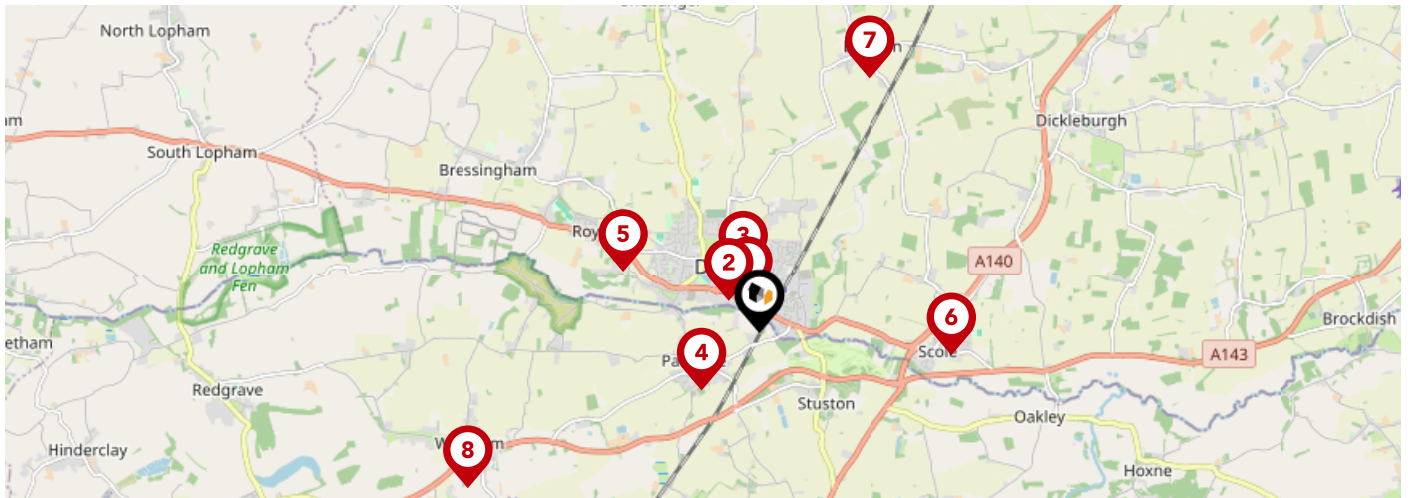 North Lopham
7
Dickleburgh
South Lopham
Bressingham
3
5
2
Redgrave
and Lopham
Fen
A140
6
Brockdish
4
A143
Redgrave
Stuston
Oakley
8
Hinderclay
Hoxne